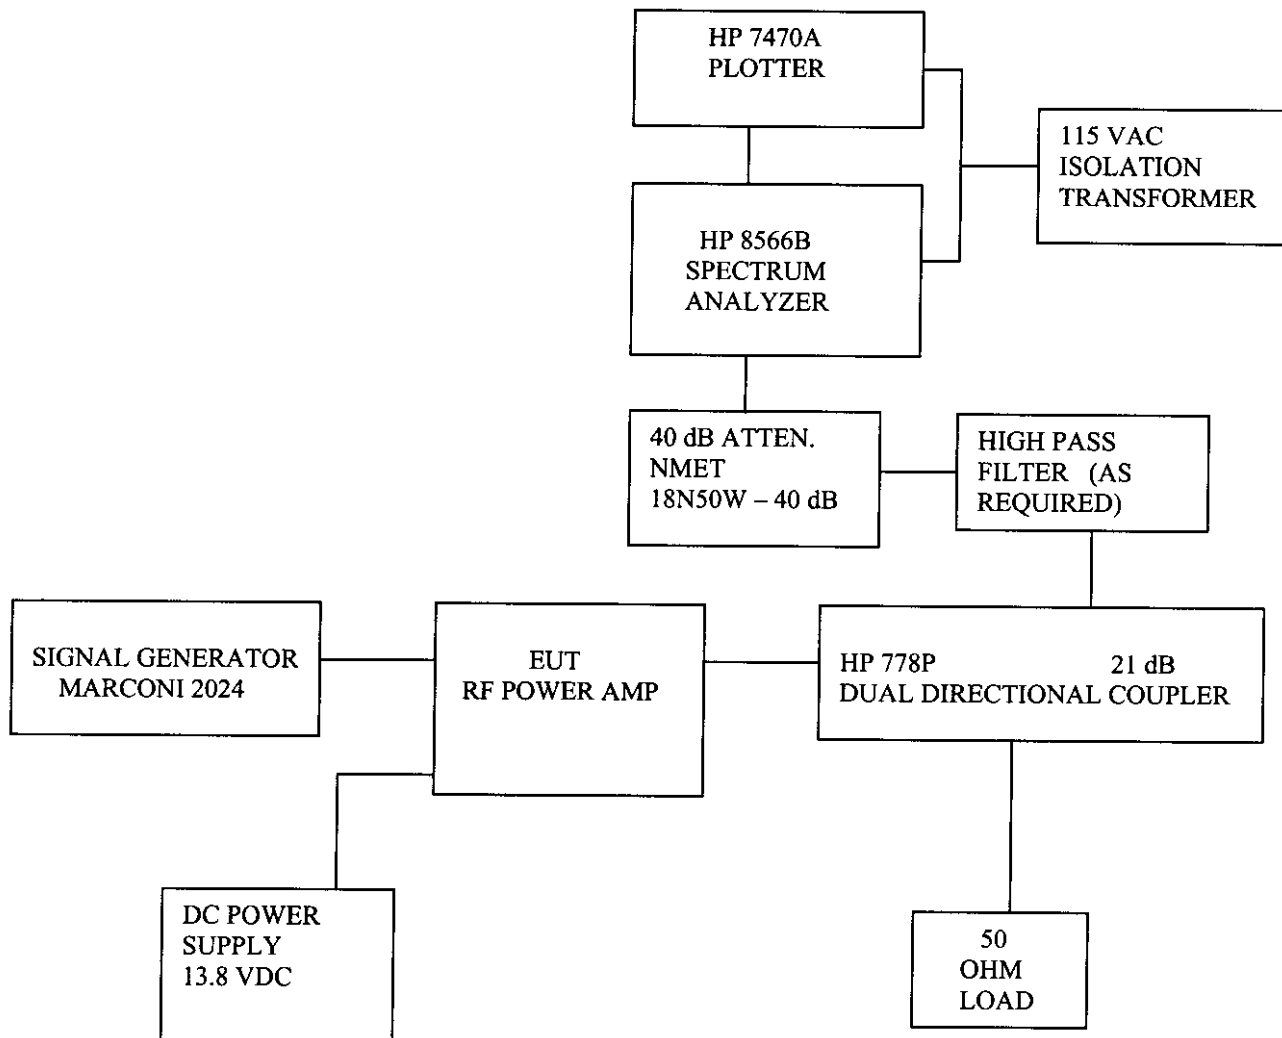 HP 7470A
PLOTTER
115 VAC
ISOLATION
TRANSFORMER
HP 8566B
SPECTRUM
ANALYZER
40 dB ATTEN.
NMET
18N50W – 40 dB
HIGH PASS
FILTER (AS
REQUIRED)
SIGNAL GENERATOR
MARCONI 2024
EUT
RF POWER AMP
HP 778P 21 dB
DUAL DIRECTIONAL COUPLER
DC POWER
SUPPLY
13.8 VDC
50
OHM
LOAD